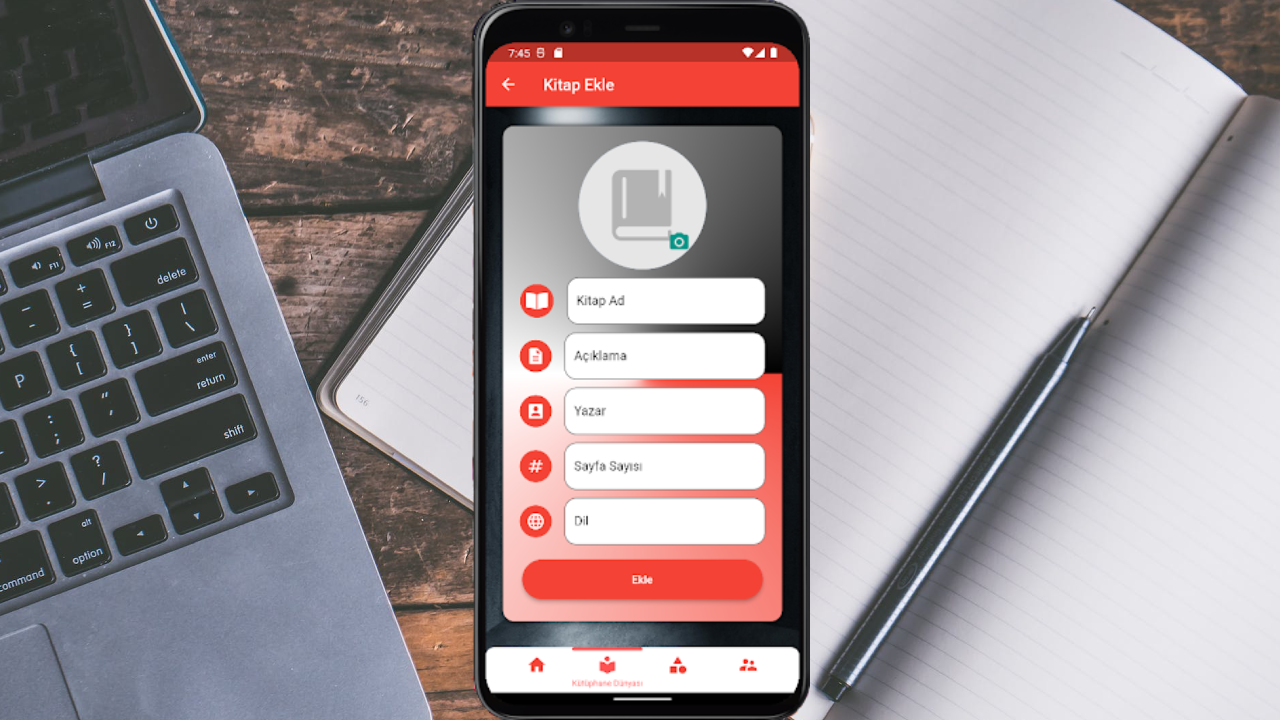 7:45
Kitap Ekle
Kitap Ad
Açıklama
Yazar
Sayfa Sayısı
Dil
Ekle
Kütüphane Dünyası
F12
F11
delete
+
=
-
}
]
|
\
{
[
enter
return
P
"
,
:
;
shift
?
/
>
.
alt
option
command
156